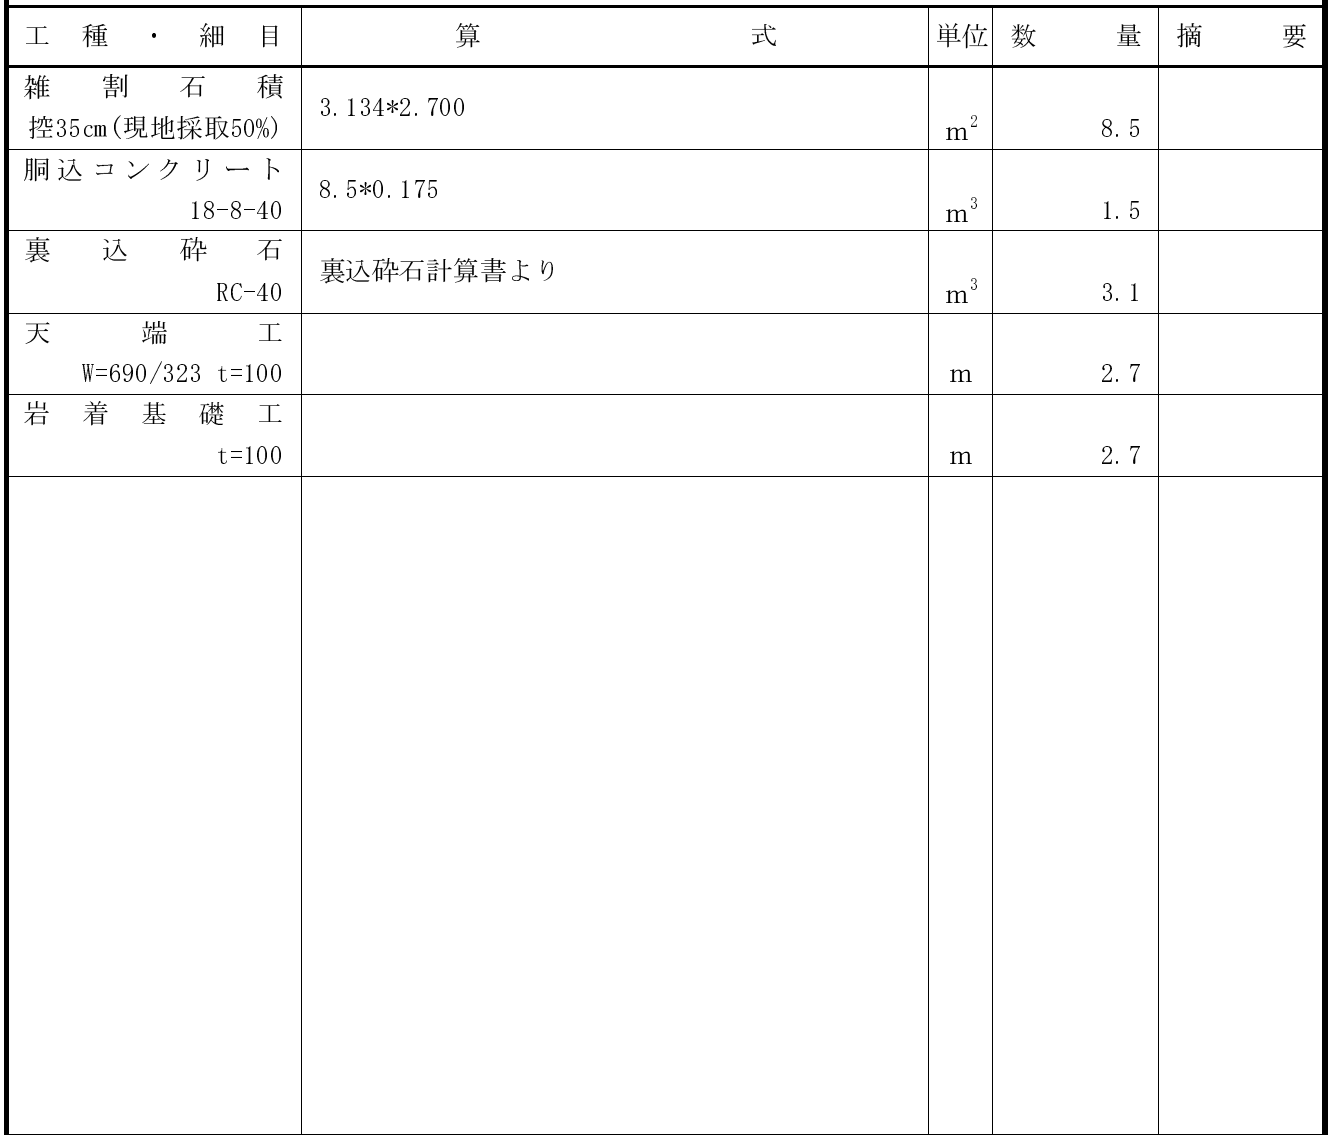 工種・細目 算式 単位 数量 摘要
雑割石積
3.134*2.700
控35cm(現地採取50%) m² 8.5
胴込コンクリート
8.5*0.175
18-8-40 m³ 1.5
裏込砕石
裏込砕石計算書より
RC-40 m³ 3.1
天端工
W=690/323 t=100 m 2.7
岩着基礎工
t=100 m 2.7